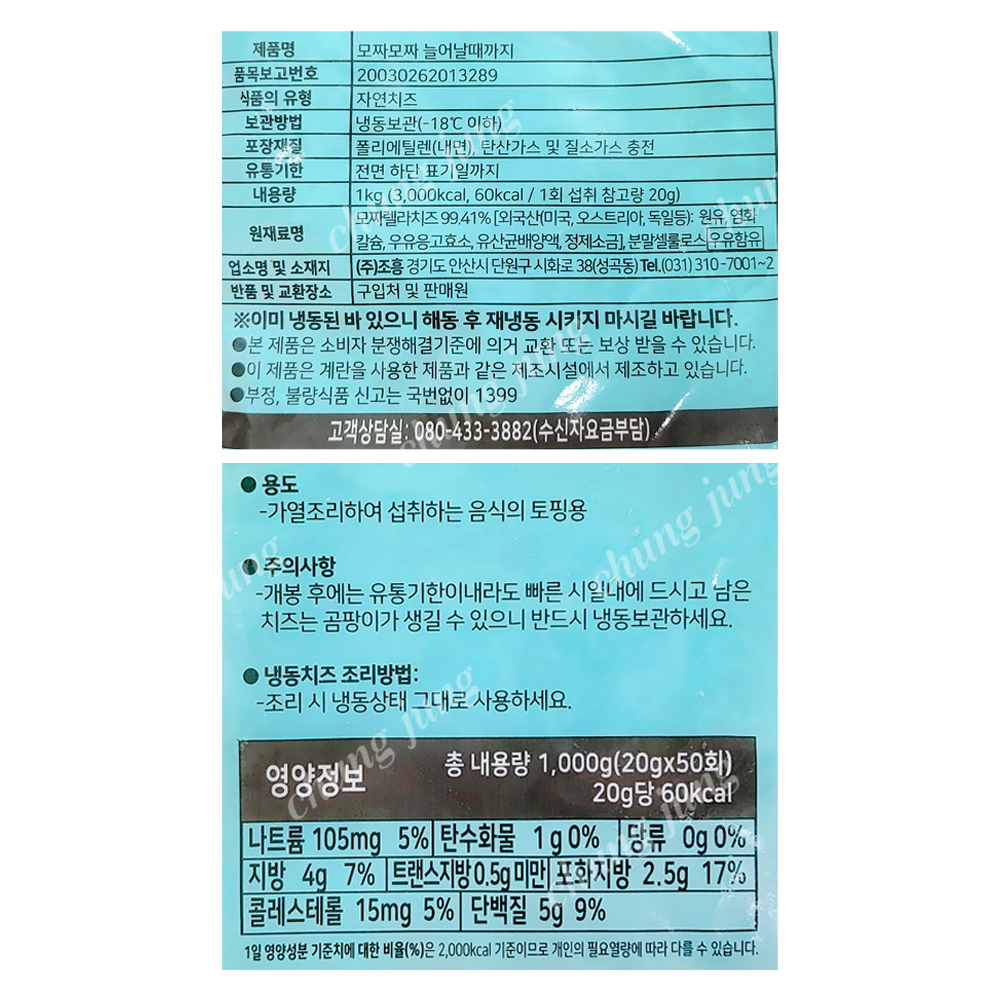 제품명 모짜모짜 늘어날때까지
품목보고번호 20030262013289
식품의 유형 자연치즈
보관방법 냉동보관(-18℃ 이하)
포장재질 폴리에틸렌(내면), 탄산가스 및 질소가스 충전
유통기한 전면 하단 표기일까지
내용량 1kg (3,000kcal, 60kcal / 1회 섭취 참고량 20g)
원재료명 모짜렐라치즈 99.41% [외국산(미국, 오스트리아, 독일등): 원유, 염화
칼슘, 우유응고효소, 유산균배양액, 정제소금], 분말셀룰로스 우유함유
업소명 및 소재지 (주)조흥 경기도 안산시 단원구 시화로 38(성곡동) Tel.(031) 310-7001~2
반품 및 교환장소 구입처 및 판매원
※이미 냉동된 바 있으니 해동 후 재냉동 시키지 마시길 바랍니다.
●본 제품은 소비자 분쟁해결기준에 의거 교환 또는 보상 받을 수 있습니다.
●이 제품은 계란을 사용한 제품과 같은 제조시설에서 제조하고 있습니다.
●부정, 불량식품 신고는 국번없이 1399
고객상담실: 080-433-3882(수신자요금부담)
chung jung
● 용도
-가열조리하여 섭취하는 음식의 토핑용
● 주의사항
-개봉 후에는 유통기한이내라도 빠른 시일내에 드시고 남은
치즈는 곰팡이가 생길 수 있으니 반드시 냉동보관하세요.
● 냉동치즈 조리방법:
-조리 시 냉동상태 그대로 사용하세요.
chung jung
영양정보 총 내용량 1,000g(20gx50회)
20g당 60kcal
나트륨 105mg 5% 탄수화물 1g 0% 당류 0g 0%
지방 4g 7% 트랜스지방 0.5g 미만 포화지방 2.5g 17%
콜레스테롤 15mg 5% 단백질 5g 9%
1일 영양성분 기준치에 대한 비율(%)은 2,000kcal 기준이므로 개인의 필요열량에 따라 다를 수 있습니다.